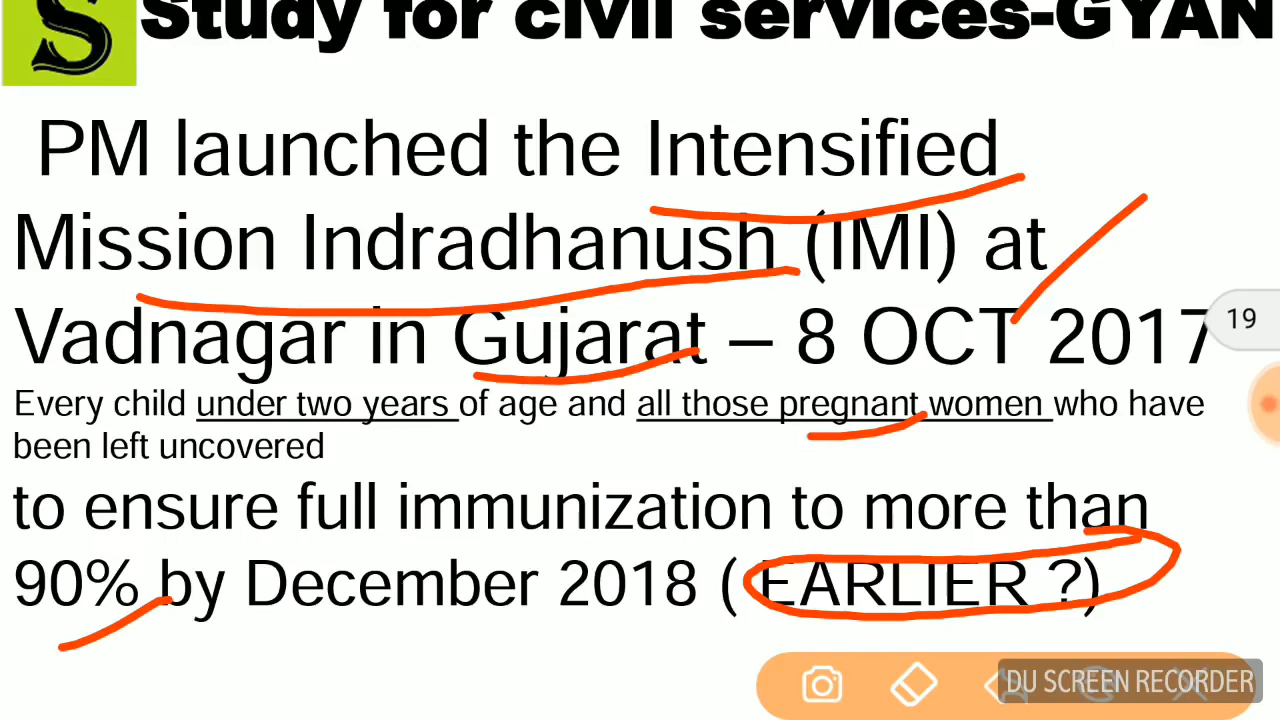 S
Study for civil services-GYAN
PM launched the Intensified
Mission Indradhanush (IMI) at
Vadnagar in Gujarat – 8 OCT 2017
19
Every child under two years of age and all those pregnant women who have
been left uncovered
to ensure full immunization to more than
90% by December 2018 ( EARLIER ?)
DU SCREEN RECORDER